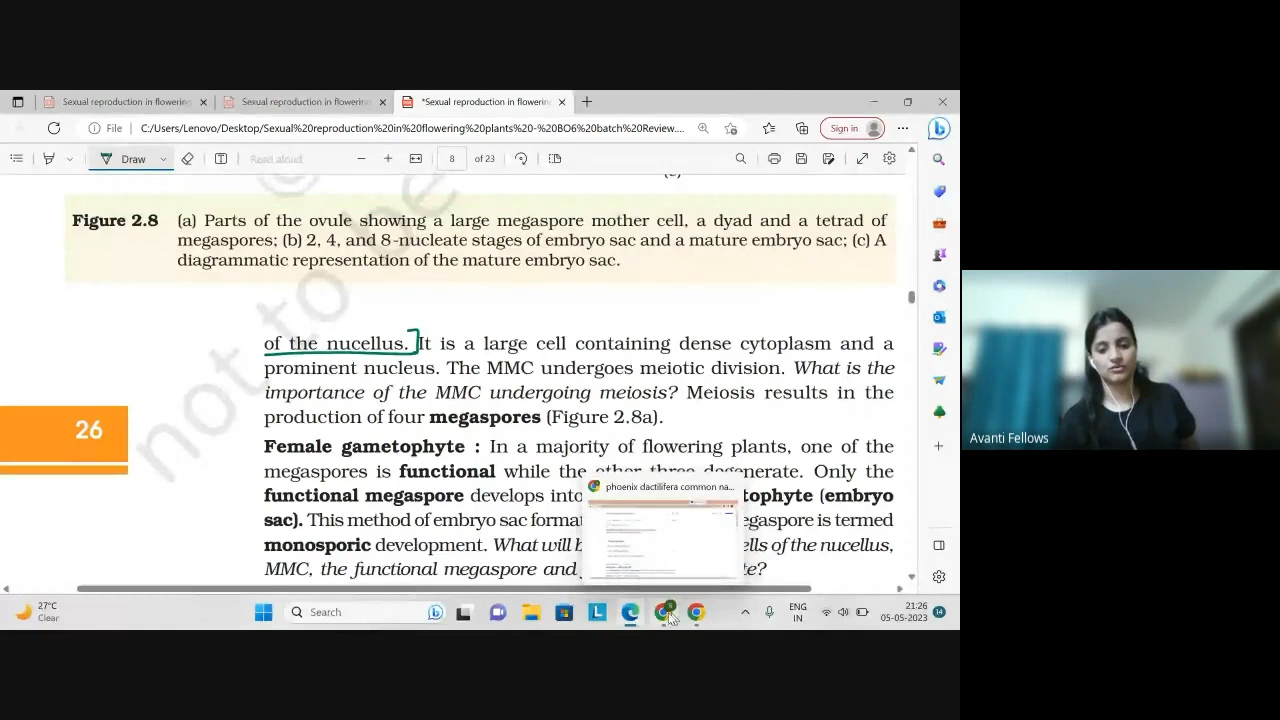 Sexual reproduction in flowering
Sexual reproduction in flowering
*Sexual reproduction in flowering
File
C:/Users/Lenovo/Desktop/Sexual%20reproduction%20in%20flowering%20plants%20-%20BO6%20batch%20Review....
Sign in
Draw
Read aloud
8
of 23
not to be
Figure 2.8 (a) Parts of the ovule showing a large megaspore mother cell, a dyad and a tetrad of
megaspores; (b) 2, 4, and 8-nucleate stages of embryo sac and a mature embryo sac; (c) A
diagrammatic representation of the mature embryo sac.
of the nucellus. It is a large cell containing dense cytoplasm and a
prominent nucleus. The MMC undergoes meiotic division. What is the
importance of the MMC undergoing meiosis? Meiosis results in the
production of four megaspores (Figure 2.8a).
26
Female gametophyte : In a majority of flowering plants, one of the
megaspores is functional while the other three degenerate. Only the
functional megaspore develops into
(embryo
sac). This method of embryo sac
is termed
monosporic development. What will
of the nucellus,
MMC, the functional megaspore and
phoenix dactilifera common na...
Avanti Fellows
27°C
Clear
Search
ENG
IN
21:26
05-05-2023
14